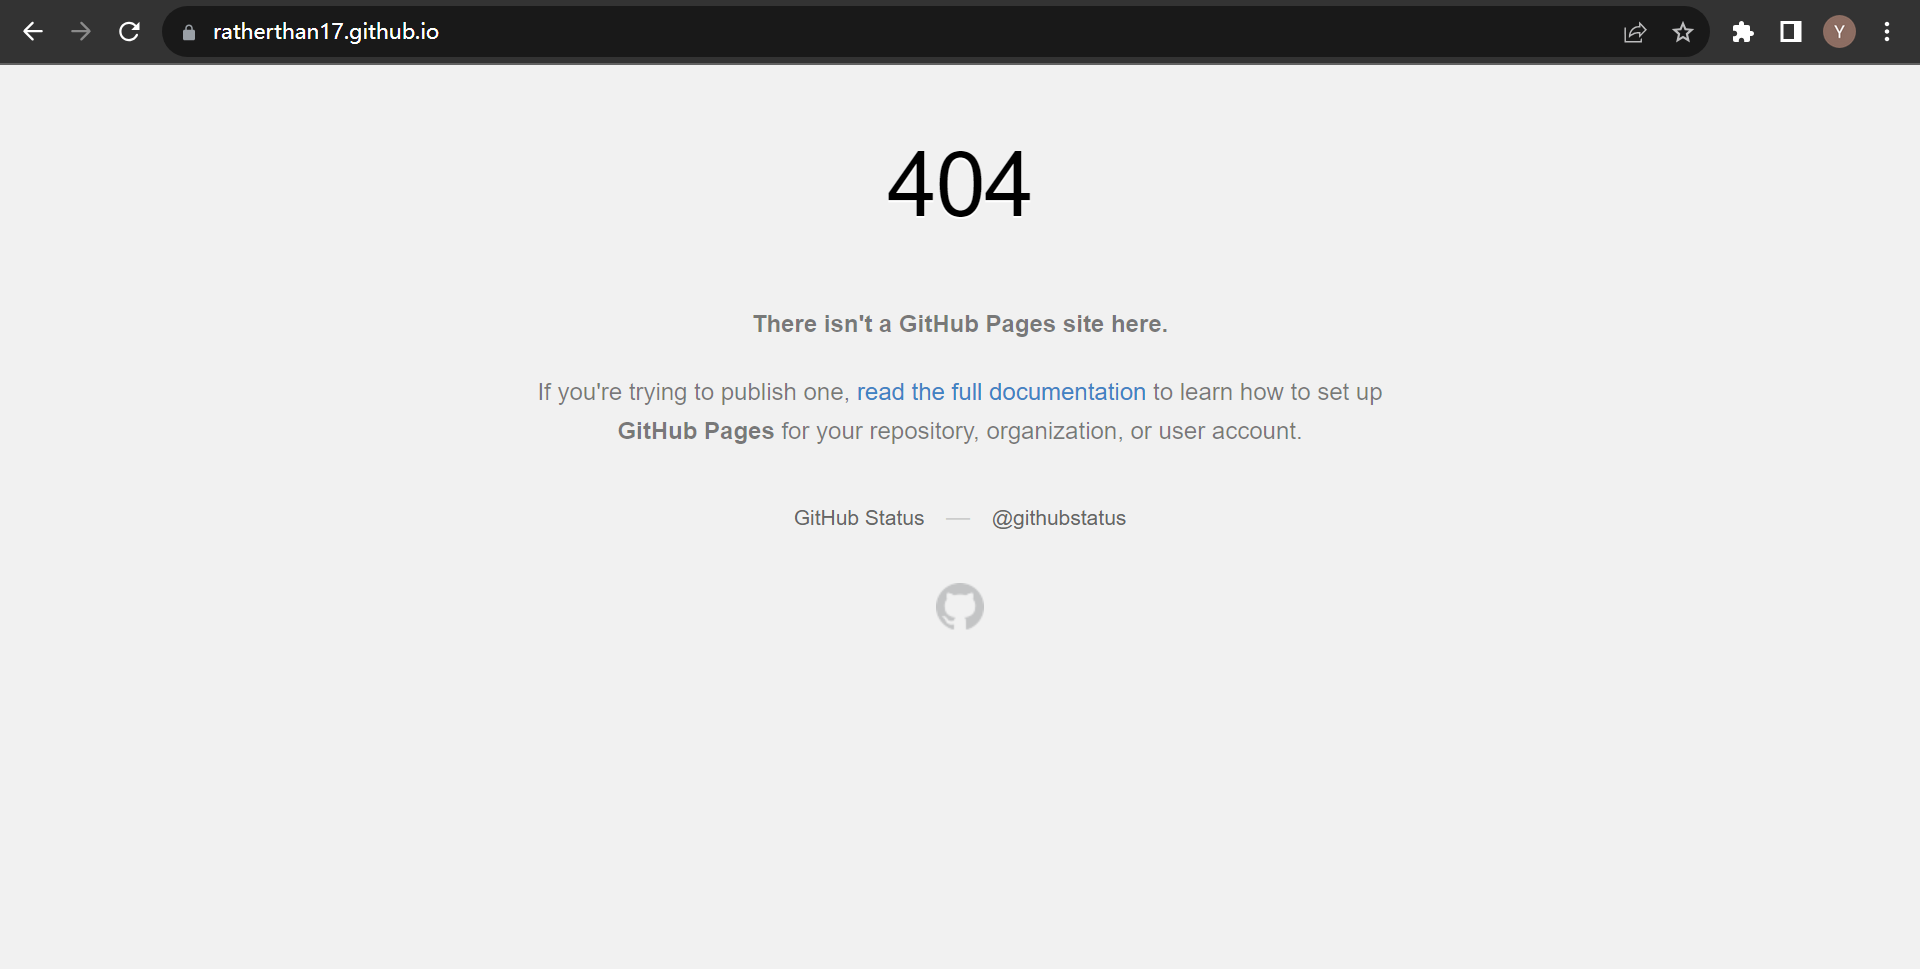 ratherthan17.github.io
Y
404
There isn't a GitHub Pages site here.
If you're trying to publish one, read the full documentation to learn how to set up
GitHub Pages for your repository, organization, or user account.
GitHub Status — @githubstatus